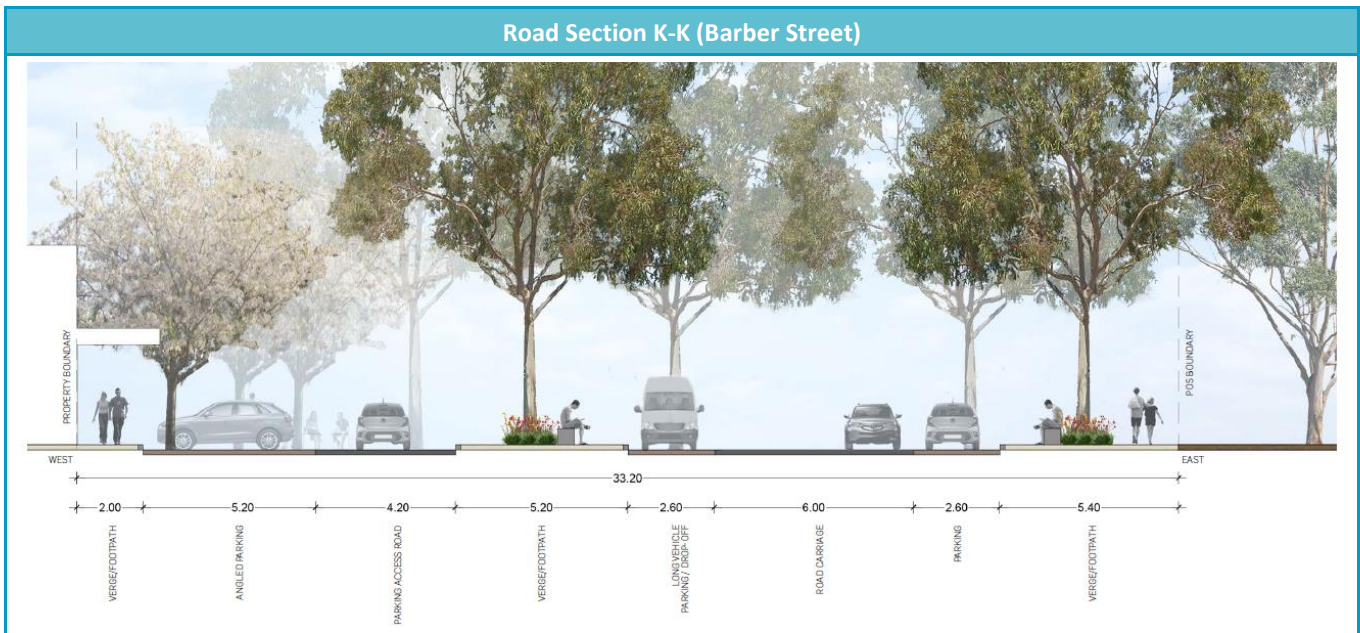 Road Section K-K (Barber Street)
PROPERTY BOUNDARY
POS BOUNDARY
WEST
EAST
33.20
2.00
5.20
4.20
5.20
2.60
6.00
2.60
5.40
VERGE/FOOTPATH
ANGLED PARKING
PARKING ACCESS ROAD
VERGE/FOOTPATH
LONG VEHICLE
PARKING / DROP-OFF
ROAD CARRIAGE
PARKING
VERGE/FOOTPATH